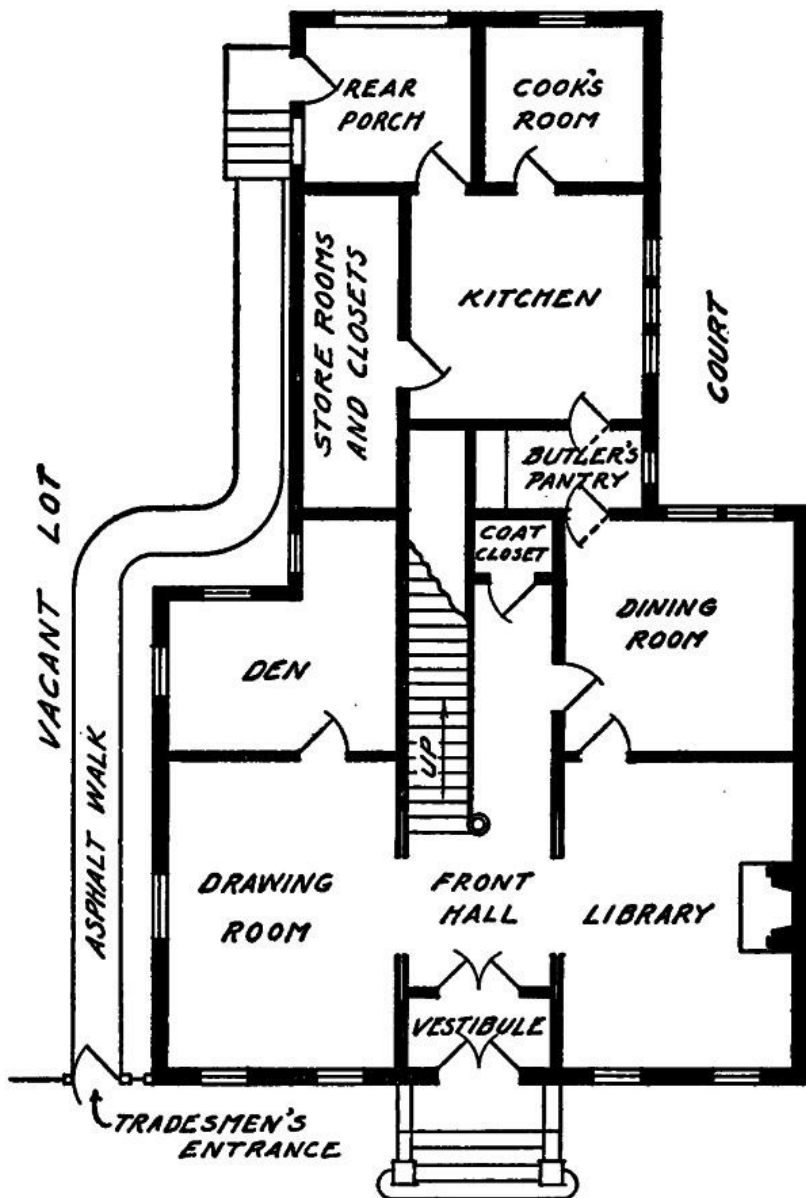 REAR
PORCH
COOK'S
ROOM
STORE ROOMS
AND CLOSETS
KITCHEN
COURT
BUTLER'S
PANTRY
COAT
CLOSET
VACANT LOT
DINING
ROOM
DEN
UP
ASPHALT WALK
DRAWING
ROOM
FRONT
HALL
LIBRARY
VESTIBULE
TRADESMEN'S
ENTRANCE